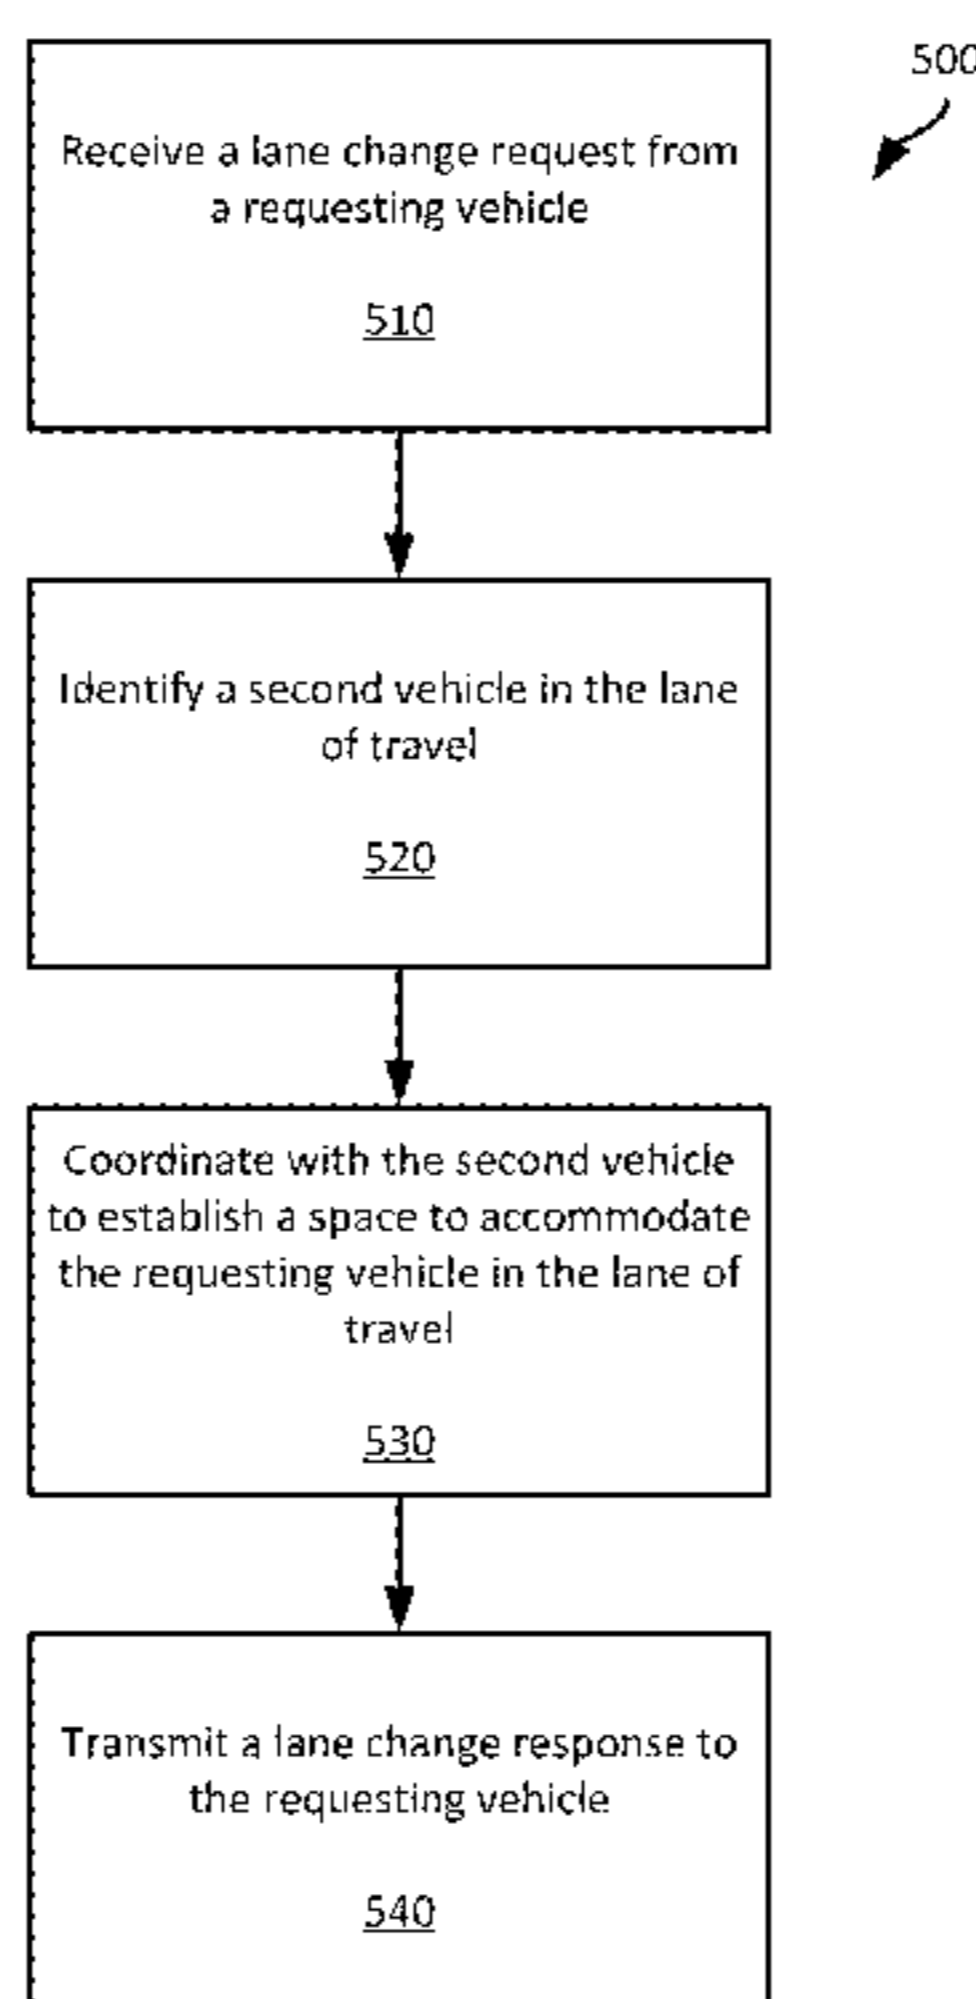 500
Receive a lane change request from
a requesting vehicle
510
Identify a second vehicle in the lane
of travel
520
Coordinate with the second vehicle
to establish a space to accommodate
the requesting vehicle in the lane of
travel
530
Transmit a lane change response to
the requesting vehicle
540